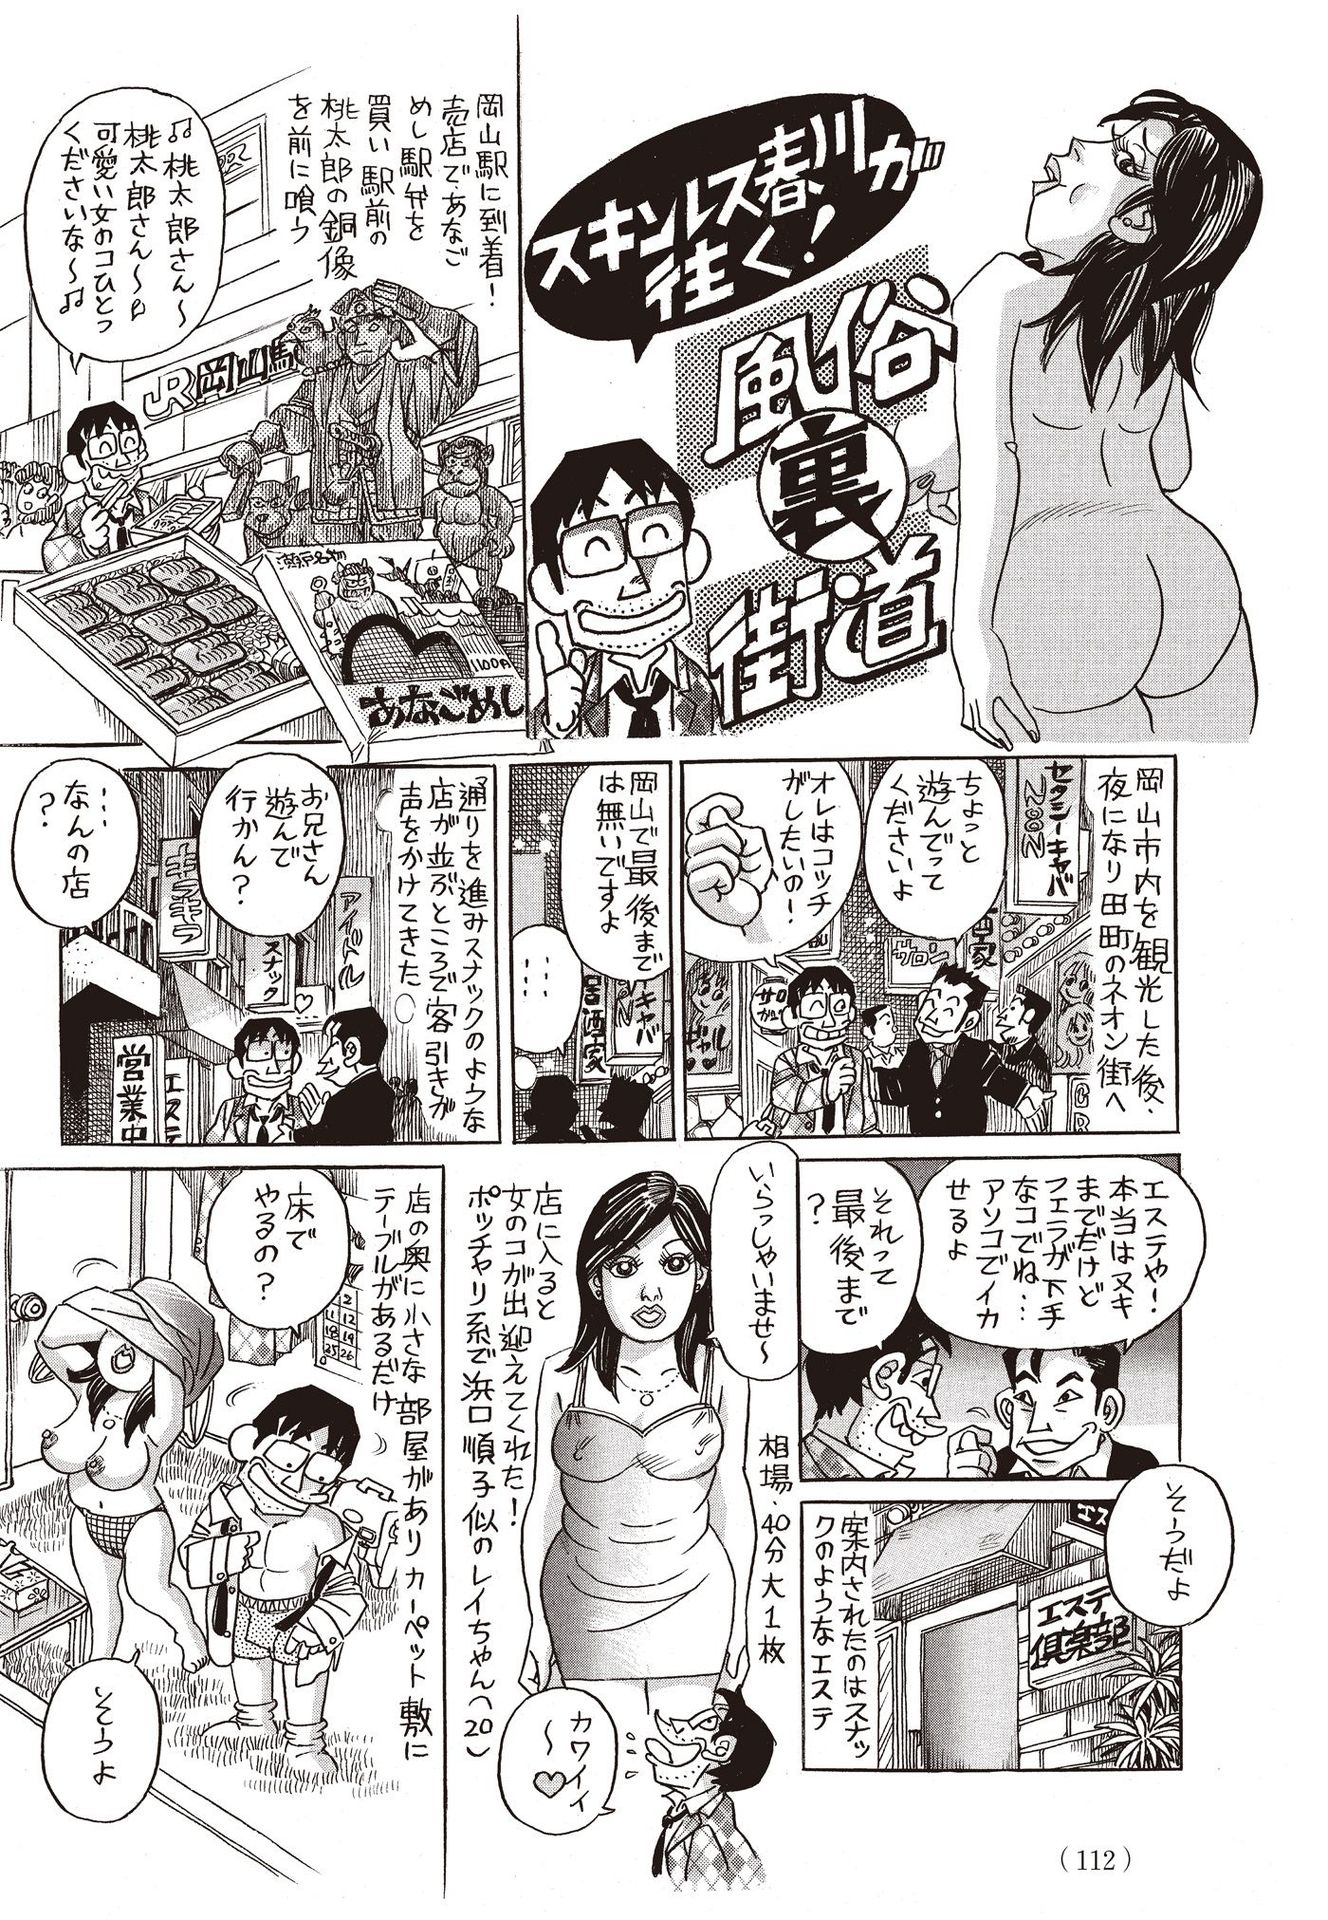 スキンレス春川が
往く!
風俗
裏
街道
岡山駅に到着!
売店であなご
めし駅弁を
買い 駅前の
桃太郎の銅像
を前に喰う
♫桃太郎さん〜
桃太郎さん〜♪
可愛い女のコひとつ
くださいな〜♫
JR岡山駅
瀬戸名物
1100円
あなごめし
岡山市内を観光した後、
夜になり田町のネオン街へ
セクシーキャバ
2002
ちょっと
遊んでって
くださいよ
オレはコッチ
がしたいの!
サロン
ギャル
岡山で最後まで
は無いですよ
…
キャバ
居酒家
通りを進みスナックのような
店が並ぶところで客引きが
声をかけてきた
お兄さん
遊んで
行かん?
…
なんの店
?
アイドル
スナック
キラキラ
エステ
営業中
エステや!
本当はヌキ
までだけど
フェラが下手
なコでね…
アソコでイカ
せるよ
それって
最後まで
?
そうだよ
案内されたのはスナッ
クのようなエステ
エステ
倶楽部
いらっしゃいませ〜
相場・40分大1枚
店に入ると
女のコが出迎えてくれた!
ポッチャリ系で浜口順子似のレイちゃん(20)
カワイイ
〜♥
店の奥に小さな部屋があり カーペット敷に
テーブルがあるだけ
床で
やるの?
そうよ
(112)